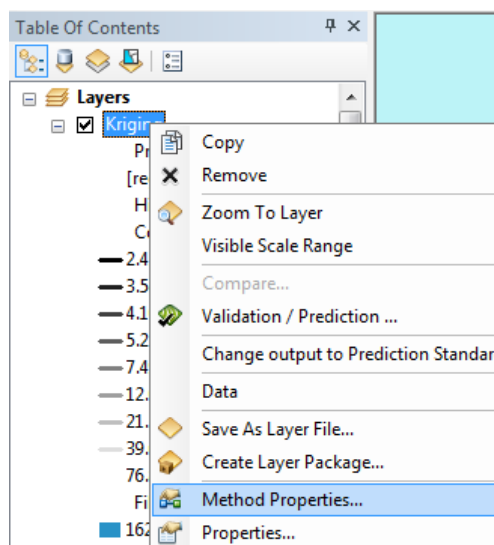 Table Of Contents
Layers
Kriging
Copy
Remove
Zoom To Layer
Visible Scale Range
Compare...
Validation / Prediction ...
Change output to Prediction Standar
Data
Save As Layer File...
Create Layer Package...
Method Properties...
Properties...
Pr
[re
H
Co
2.4
3.5
4.1
5.2
7.4
12.
21.
39.
76.
Fi
162